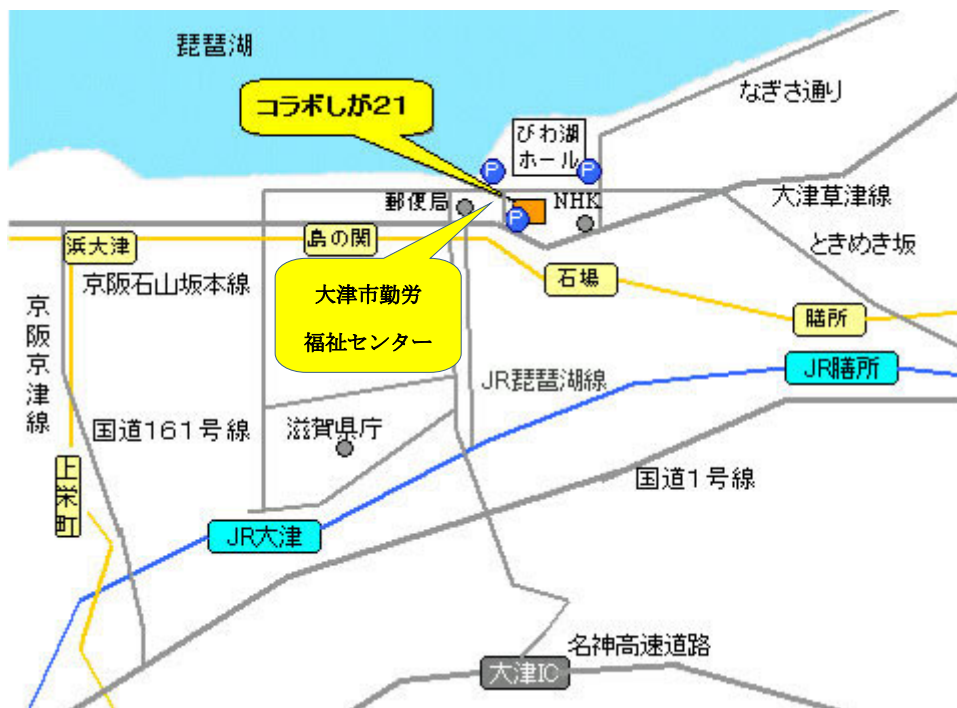 琵琶湖
コラボしが21
なぎさ通り
びわ湖
ホール
P
P
郵便局
P
NHK
大津草津線
浜大津
島の関
ときめき坂
京阪石山坂本線
石場
大津市勤労
福祉センター
京阪京津線
膳所
JR膳所
JR琵琶湖線
国道161号線
滋賀県庁
上栄町
国道1号線
JR大津
名神高速道路
大津IC